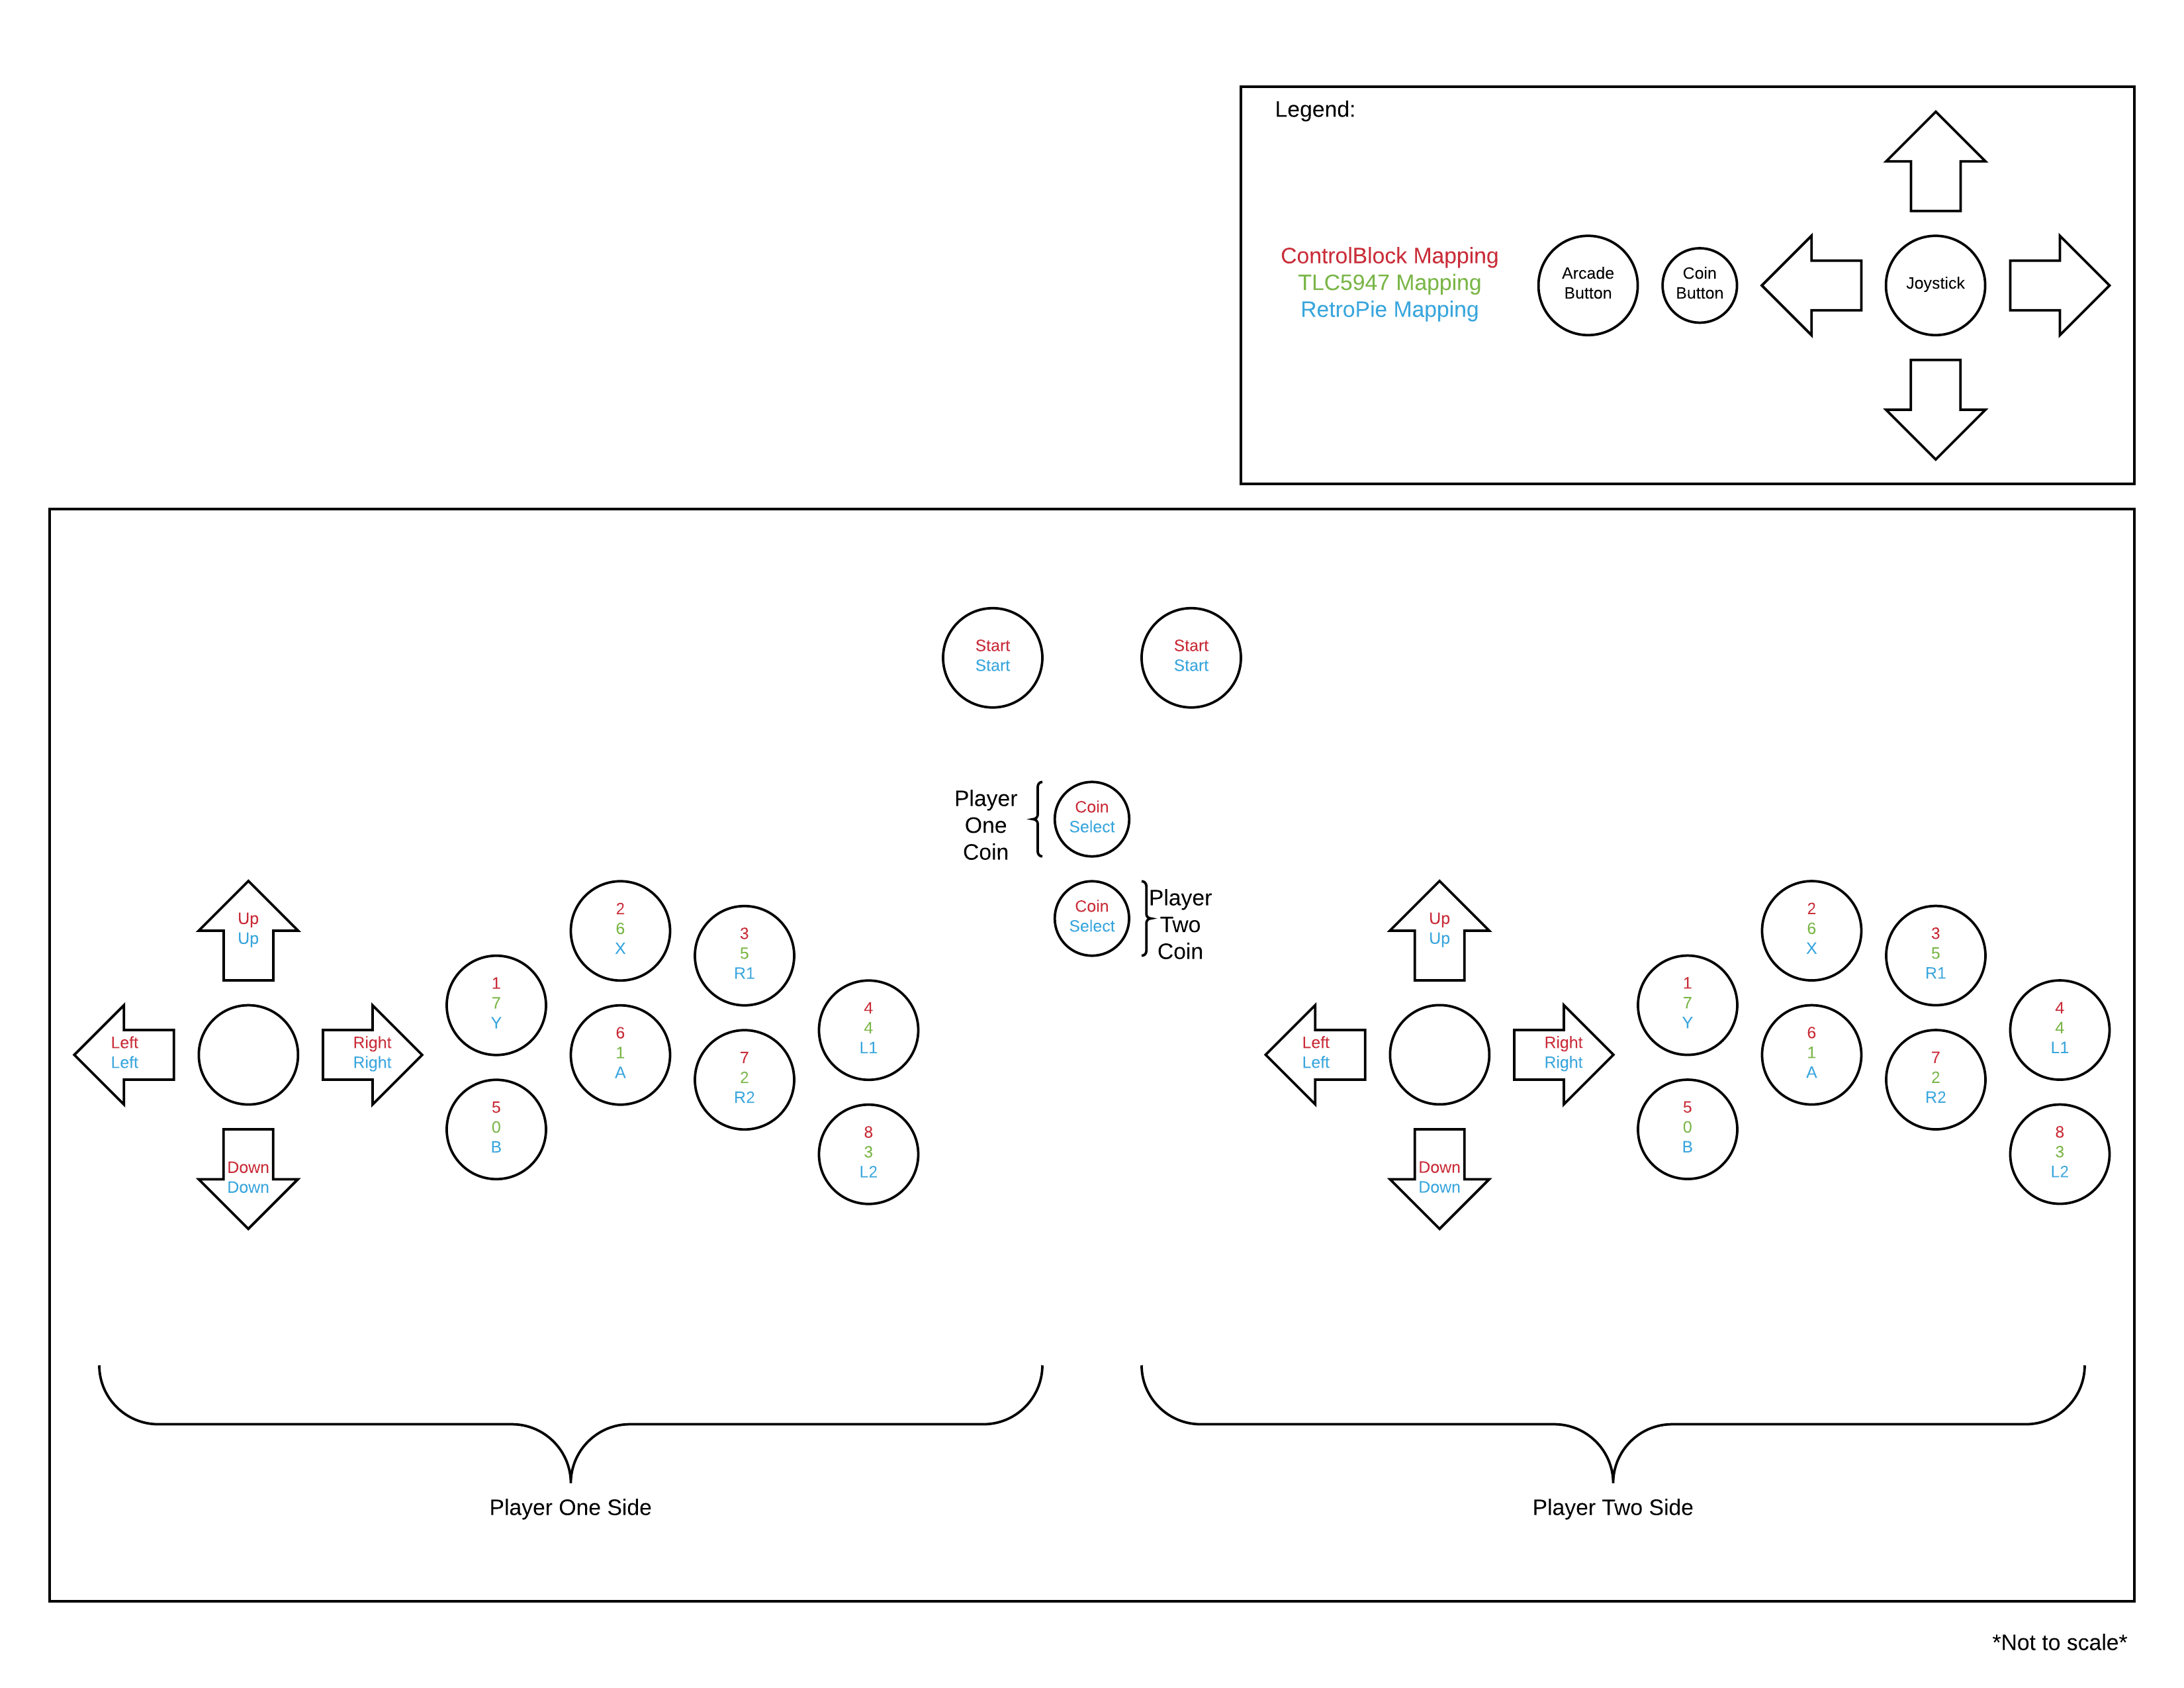 Legend:
ControlBlock Mapping
TLC5947 Mapping
RetroPie Mapping
Arcade
Button
Coin
Button
Joystick
Start
Start
Start
Start
Player
One
Coin
Coin
Select
Coin
Select
Player
Two
Coin
Up
Up
Left
Left
Right
Right
Down
Down
1
7
Y
2
6
X
3
5
R1
4
4
L1
5
0
B
6
1
A
7
2
R2
8
3
L2
Up
Up
Left
Left
Right
Right
Down
Down
1
7
Y
2
6
X
3
5
R1
4
4
L1
5
0
B
6
1
A
7
2
R2
8
3
L2
Player One Side
Player Two Side
*Not to scale*